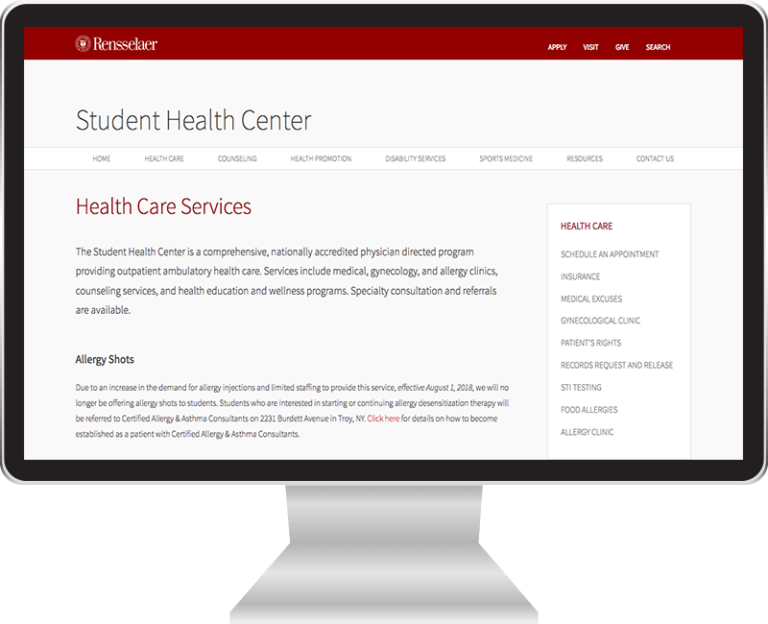 Rensselaer
APPLY VISIT GIVE SEARCH
Student Health Center
HOME HEALTH CARE COUNSELING HEALTH PROMOTION DISABILITY SERVICES SPORTS MEDICINE RESOURCES CONTACT US
Health Care Services
The Student Health Center is a comprehensive, nationally accredited physician directed program
providing outpatient ambulatory health care. Services include medical, gynecology, and allergy clinics,
counseling services, and health education and wellness programs. Specialty consultation and referrals
are available.
Allergy Shots
Due to an increase in the demand for allergy injections and limited staffing to provide this service, effective August 1, 2018, we will no
longer be offering allergy shots to students. Students who are interested in starting or continuing allergy desensitization therapy will
be referred to Certified Allergy & Asthma Consultants on 2231 Burdett Avenue in Troy, NY. Click here for details on how to become
established as a patient with Certified Allergy & Asthma Consultants.
HEALTH CARE
SCHEDULE AN APPOINTMENT
INSURANCE
MEDICAL EXCUSES
GYNECOLOGICAL CLINIC
PATIENT'S RIGHTS
RECORDS REQUEST AND RELEASE
STI TESTING
FOOD ALLERGIES
ALLERGY CLINIC